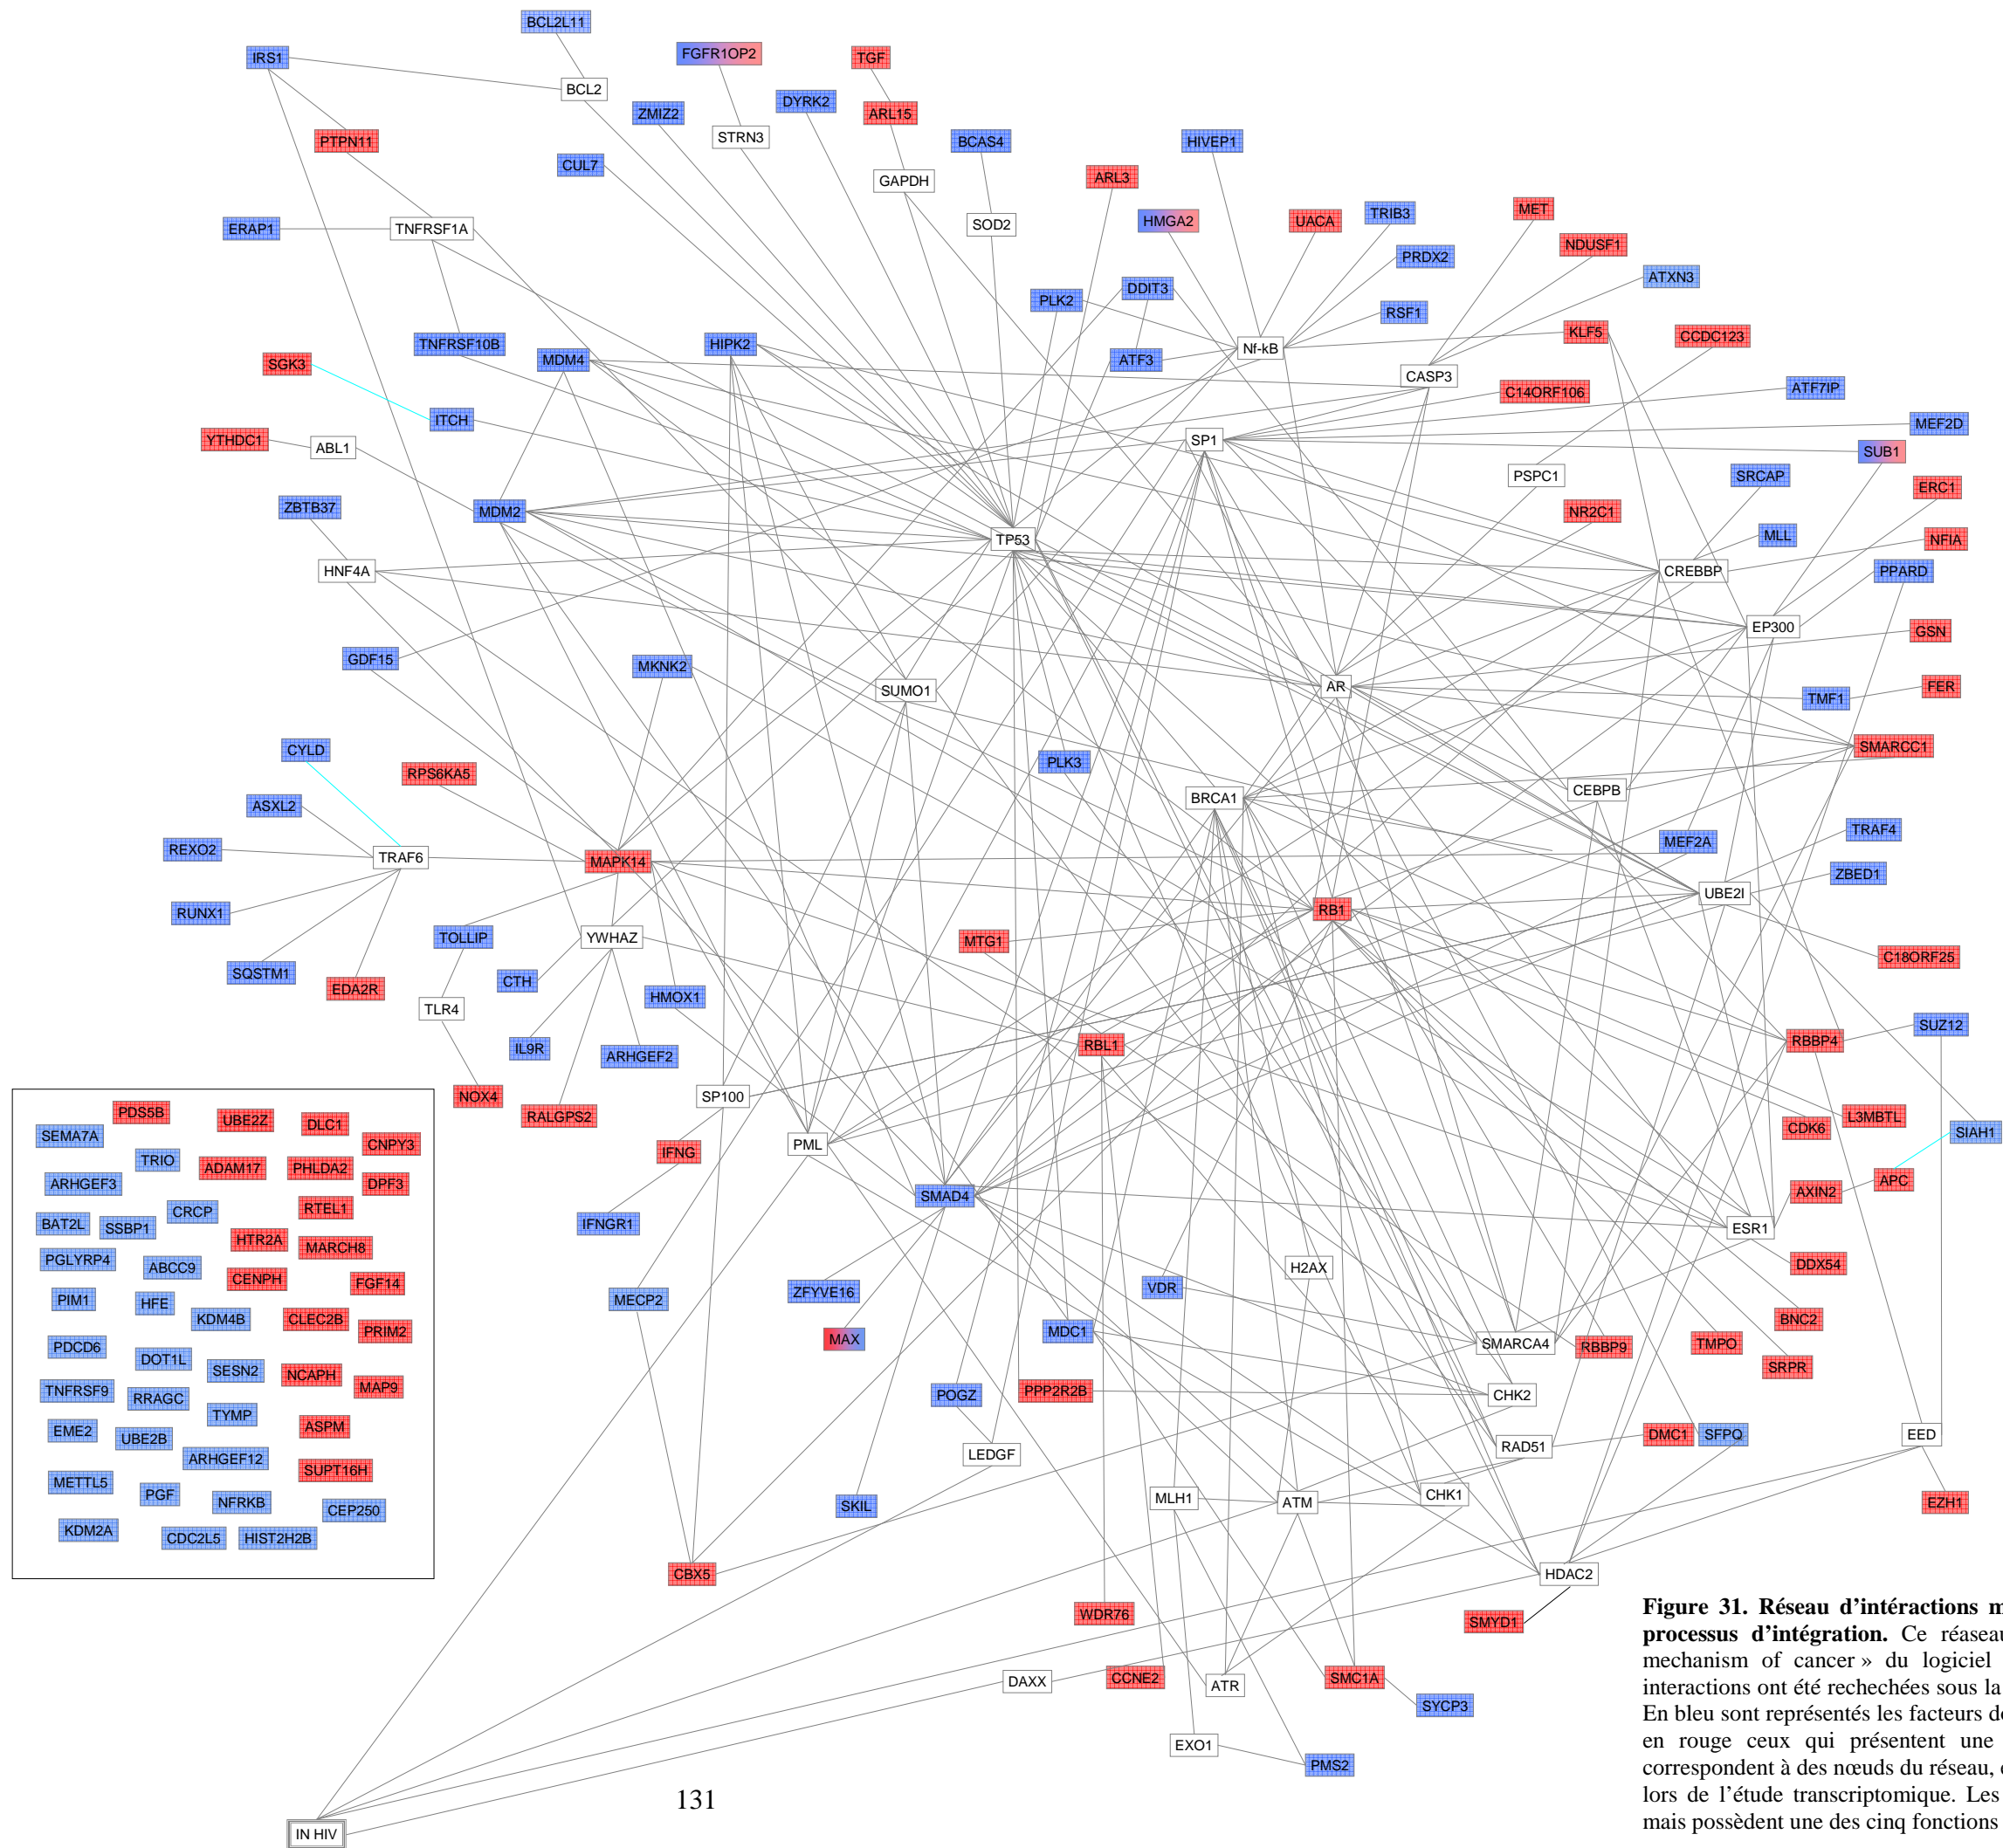 BCL2L11
IRS1
FGFR1OP2
TGF
BCL2
DYRK2
ZMIZ2
ARL15
STRN3
PTPN11
BCAS4
HIVEP1
CUL7
GAPDH
ARL3
ERAP1
TNFRSF1A
SOD2
HMGA2
UACA
TRIB3
MET
NDUSF1
PRDX2
ATXN3
PLK2
DDIT3
RSF1
TNFRSF10B
MDM4
HIPK2
ATF3
Nf-kB
KLF5
CCDC123
SGK3
CASP3
C14ORF106
ATF7IP
ITCH
YTHDC1
ABL1
SP1
MEF2D
SUB1
PSPC1
SRCAP
ERC1
ZBTB37
MDM2
NR2C1
TP53
MLL
NFIA
HNF4A
CREBBP
PPARD
EP300
GSN
GDF15
MKNK2
SUMO1
AR
TMF1
FER
CYLD
PLK3
SMARCC1
RPS6KA5
BRCA1
CEBPB
ASXL2
TRAF4
REXO2
TRAF6
MAPK14
MEF2A
ZBED1
UBE2I
RUNX1
RB1
TOLLIP
YWHAZ
MTG1
C18ORF25
SQSTM1
EDA2R
CTH
HMOX1
TLR4
SUZ12
IL9R
ARHGEF2
RBL1
RBBP4
NOX4
SP100
RALGPS2
L3MBTL
CDK6
SIAH1
IFNG
PML
APC
SMAD4
AXIN2
IFNGR1
ESR1
H2AX
DDX54
ZFYVE16
VDR
MECP2
BNC2
MAX
MDC1
SMARCA4
RBBP9
TMPO
SRPR
POGZ
PPP2R2B
CHK2
LEDGF
RAD51
DMC1
SFPQ
EED
SKIL
MLH1
ATM
CHK1
EZH1
CBX5
HDAC2
WDR76
SMYD1
DAXX
CCNE2
ATR
SMC1A
SYCP3
EXO1
PMS2
IN HIV
PDS5B
UBE2Z
DLC1
SEMA7A
CNPY3
TRIO
ADAM17
PHLDA2
ARHGEF3
DPF3
CRCP
RTEL1
BAT2L
SSBP1
HTR2A
MARCH8
PGLYRP4
ABCC9
CENPH
FGF14
PIM1
HFE
KDM4B
CLEC2B
PRIM2
PDCD6
DOT1L
SESN2
NCAPH
MAP9
TNFRSF9
RRAGC
TYMP
ASPM
EME2
UBE2B
ARHGEF12
SUPT16H
METTL5
PGF
NFRKB
CEP250
KDM2A
CDC2L5
HIST2H2B
131
Figure 31. Réseau d’intéractions m
processus d’intégration. Ce réaseau
mechanism of cancer » du logiciel
interactions ont été rechechées sous la
En bleu sont représentés les facteurs do
en rouge ceux qui présentent une
correspondent à des nœuds du réseau,
lors de l’étude transcriptomique. Les
mais possèdent une des cinq fonctions